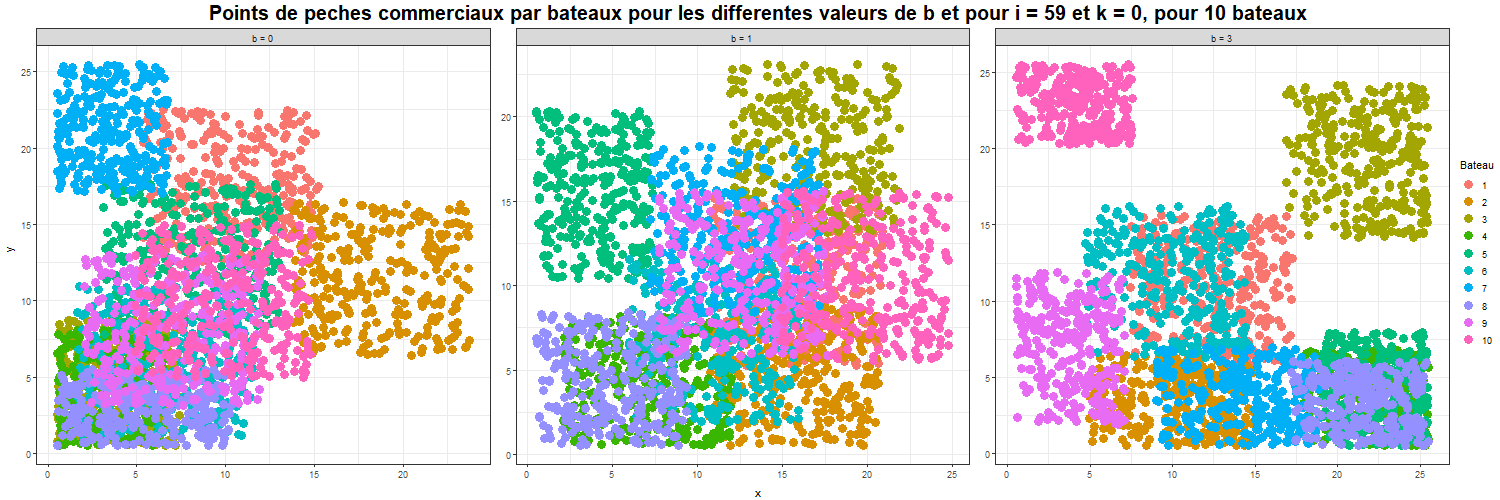 Points de peches commerciaux par bateaux pour les differentes valeurs de b et pour i = 59 et k = 0, pour 10 bateaux
b = 0
b = 1
b = 3
y
25
20
15
10
5
0
0 5 10 15 20
20
15
10
5
0
0 5 10 15 20 25
25
20
15
10
5
0
0 5 10 15 20 25
x
Bateau
1
2
3
4
5
6
7
8
9
10